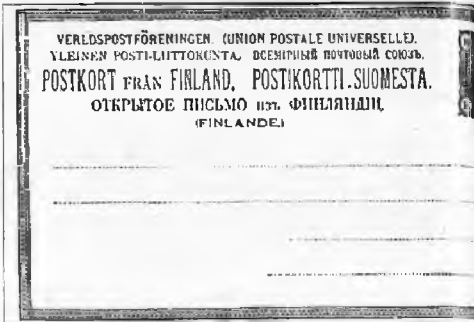 VERLDSPOSTFÖRENINGEN. (UNION POSTALE UNIVERSELLE).
YLEINEN POSTI-LIITTOKUNTA. ВСЕМІРНЫЙ ПОЧТОВЫЙ СОЮЗЪ.
POSTKORT FRÅN FINLAND. POSTIKORTTI SUOMESTA.
ОТКРЫТОЕ ПИСЬМО изъ ФИНЛЯНДІИ,
(FINLANDE.)